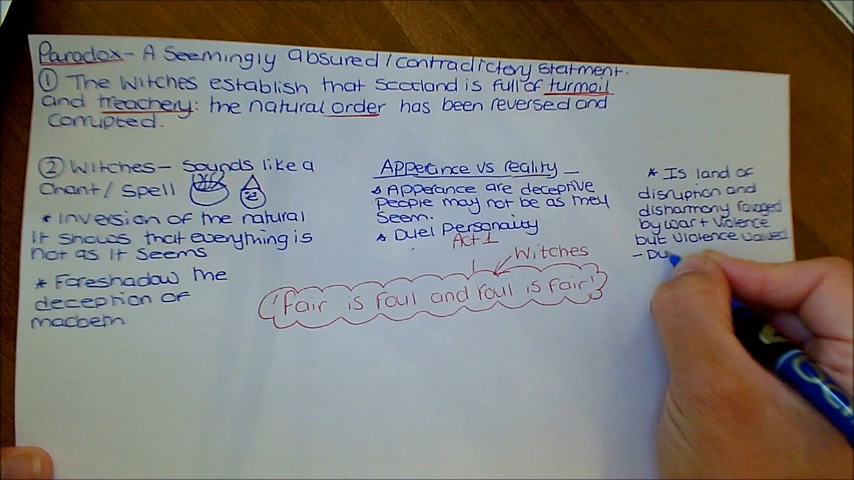 Paradox - A Seemingly absured / contradictory statment.
① The witches establish that Scotland is full of turmoil
and treachery: the natural order has been reversed and
corrupted.
② Witches - sounds like a
chant / spell
* Inversion of the natural
It shows that everything is
not as it seems
* Foreshadow the
deception of
macbeth
Apperance vs reality -
* Apperance are deceptive
People may not be as they
seem.
* Duel Personality
Act 1
Witches
'fair is foul and foul is fair'
* Is land of
disruption and
disharmony ravaged
by war + violence
but violence valued
- Du